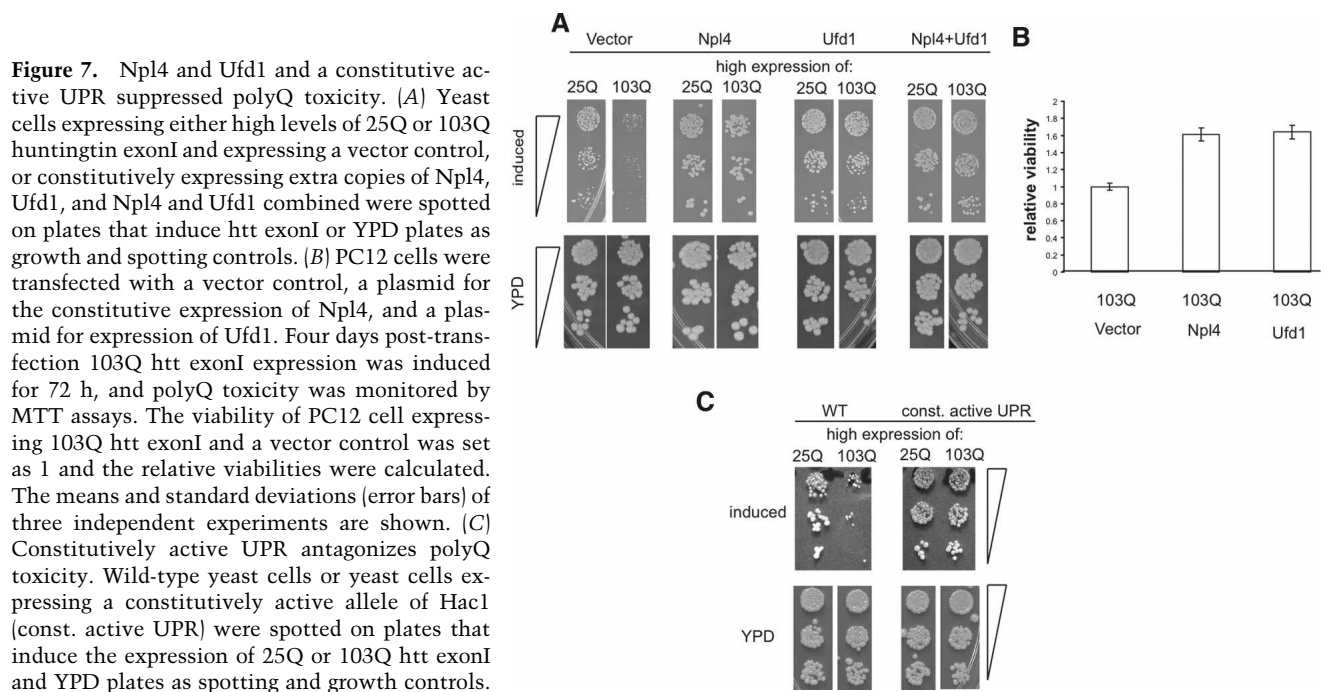 Figure 7. Npl4 and Ufd1 and a constitutive ac-
tive UPR suppressed polyQ toxicity. (A) Yeast
cells expressing either high levels of 25Q or 103Q
huntingtin exonI and expressing a vector control,
or constitutively expressing extra copies of Npl4,
Ufd1, and Npl4 and Ufd1 combined were spotted
on plates that induce htt exonI or YPD plates as
growth and spotting controls. (B) PC12 cells were
transfected with a vector control, a plasmid for
the constitutive expression of Npl4, and a plas-
mid for expression of Ufd1. Four days post-trans-
fection 103Q htt exonI expression was induced
for 72 h, and polyQ toxicity was monitored by
MTT assays. The viability of PC12 cell express-
ing 103Q htt exonI and a vector control was set
as 1 and the relative viabilities were calculated.
The means and standard deviations (error bars) of
three independent experiments are shown. (C)
Constitutively active UPR antagonizes polyQ
toxicity. Wild-type yeast cells or yeast cells ex-
pressing a constitutively active allele of Hac1
(const. active UPR) were spotted on plates that
induce the expression of 25Q or 103Q htt exonI
and YPD plates as spotting and growth controls.
A
Vector Npl4 Ufd1 Npl4+Ufd1
high expression of:
25Q 103Q 25Q 103Q 25Q 103Q 25Q 103Q
induced
YPD
B
relative viability
2
1.8
1.6
1.4
1.2
1
0.8
0.6
0.4
0.2
0
103Q 103Q 103Q
Vector Npl4 Ufd1
C
WT const. active UPR
high expression of:
25Q 103Q 25Q 103Q
induced
YPD